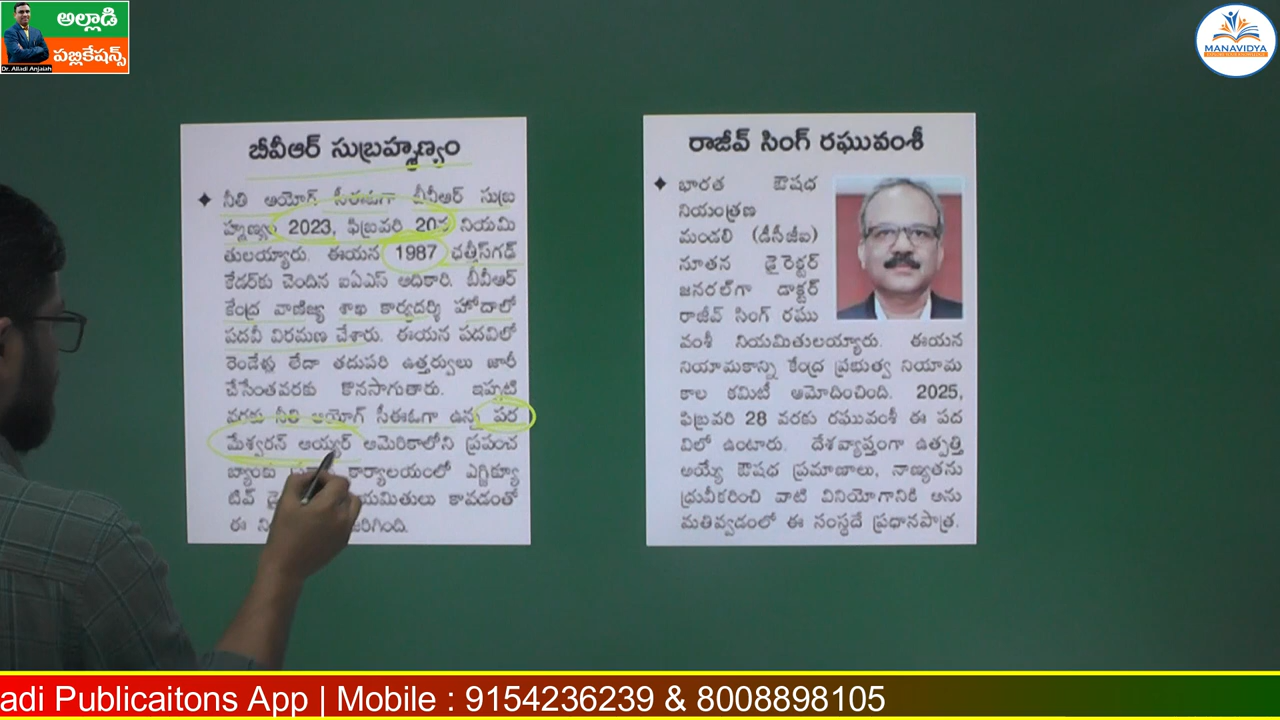 అల్లాడి
పబ్లికేషన్స్
Dr. Alladi Anjaiah
MANAVIDYA
బీవీఆర్ సుబ్రహ్మణ్యం
✦ నీతి అయోగ్ సీఈఓగా బీవీఆర్ సుబ్ర
హ్మణ్యం 2023, ఫిబ్రవరి 20న నియమి
తులయ్యారు. ఈయన 1987 ఛత్తీస్‌గఢ్
కేడర్‌కు చెందిన ఐఏఎస్ అధికారి. బీవీఆర్
కేంద్ర వాణిజ్య శాఖ కార్యదర్శి హోదాలో
పదవీ విరమణ చేశారు. ఈయన పదవిలో
రెండేళ్లు లేదా తదుపరి ఉత్తర్వులు జారీ
చేసేంతవరకు కొనసాగుతారు. ఇప్పటి
వరకు నీతి ఆయోగ్ సీఈఓగా ఉన్న పర
మేశ్వరన్ అయ్యర్ అమెరికాలోని ప్రపంచ
బ్యాంకు కార్యాలయంలో ఎగ్జిక్యూ
టివ్ యమితులు కావడంతో
ఈ ని జరిగింది.
రాజీవ్ సింగ్ రఘువంశీ
✦ భారత ఔషధ
నియంత్రణ
మండలి (డీసీజీఐ)
నూతన డైరెక్టర్
జనరల్‌గా డాక్టర్
రాజీవ్ సింగ్ రఘు
వంశీ నియమితులయ్యారు. ఈయన
నియామకాన్ని కేంద్ర ప్రభుత్వ నియామ
కాల కమిటీ ఆమోదించింది. 2025,
ఫిబ్రవరి 28 వరకు రఘువంశీ ఈ పద
విలో ఉంటారు. దేశవ్యాప్తంగా ఉత్పత్తి
అయ్యే ఔషధ ప్రమాణాలు, నాణ్యతను
ధ్రువీకరించి వాటి వినియోగానికి అను
మతివ్వడంలో ఈ సంస్థదే ప్రధానపాత్ర.
adi Publicaitons App | Mobile : 9154236239 & 8008898105